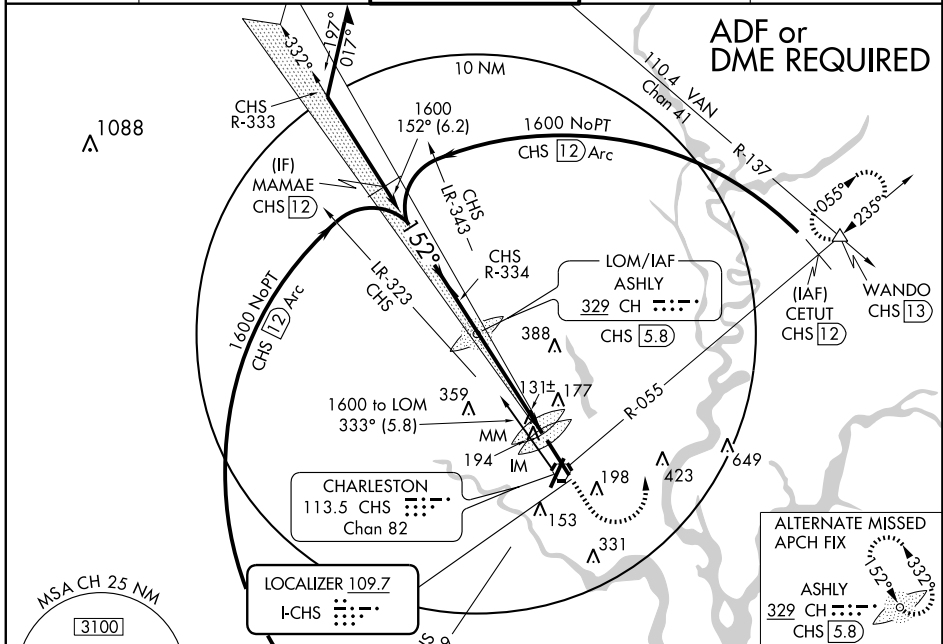 ADF or
DME REQUIRED
332°
197°
017°
10 NM
110.4 VAN
Chan 41
R-137
CHS
R-333
1600
152° (6.2)
1600 NoPT
CHS 12 Arc
1088
(IF)
MAMAE
CHS 12
CHS
LR-343
055°
235°
152°
CHS
R-334
LR-323
CHS
LOM/IAF
ASHLY
329 CH
CHS 5.8
(IAF)
CETUT
CHS 12
WANDO
CHS 13
1600 NoPT
CHS 12 Arc
388
R-055
359
131±
177
1600 to LOM
333° (5.8)
MM
194
IM
649
423
198
CHARLESTON
113.5 CHS
Chan 82
153
331
ALTERNATE MISSED
APCH FIX
152°
332°
ASHLY
329 CH
CHS 5.8
LOCALIZER 109.7
I-CHS
MSA CH 25 NM
3100